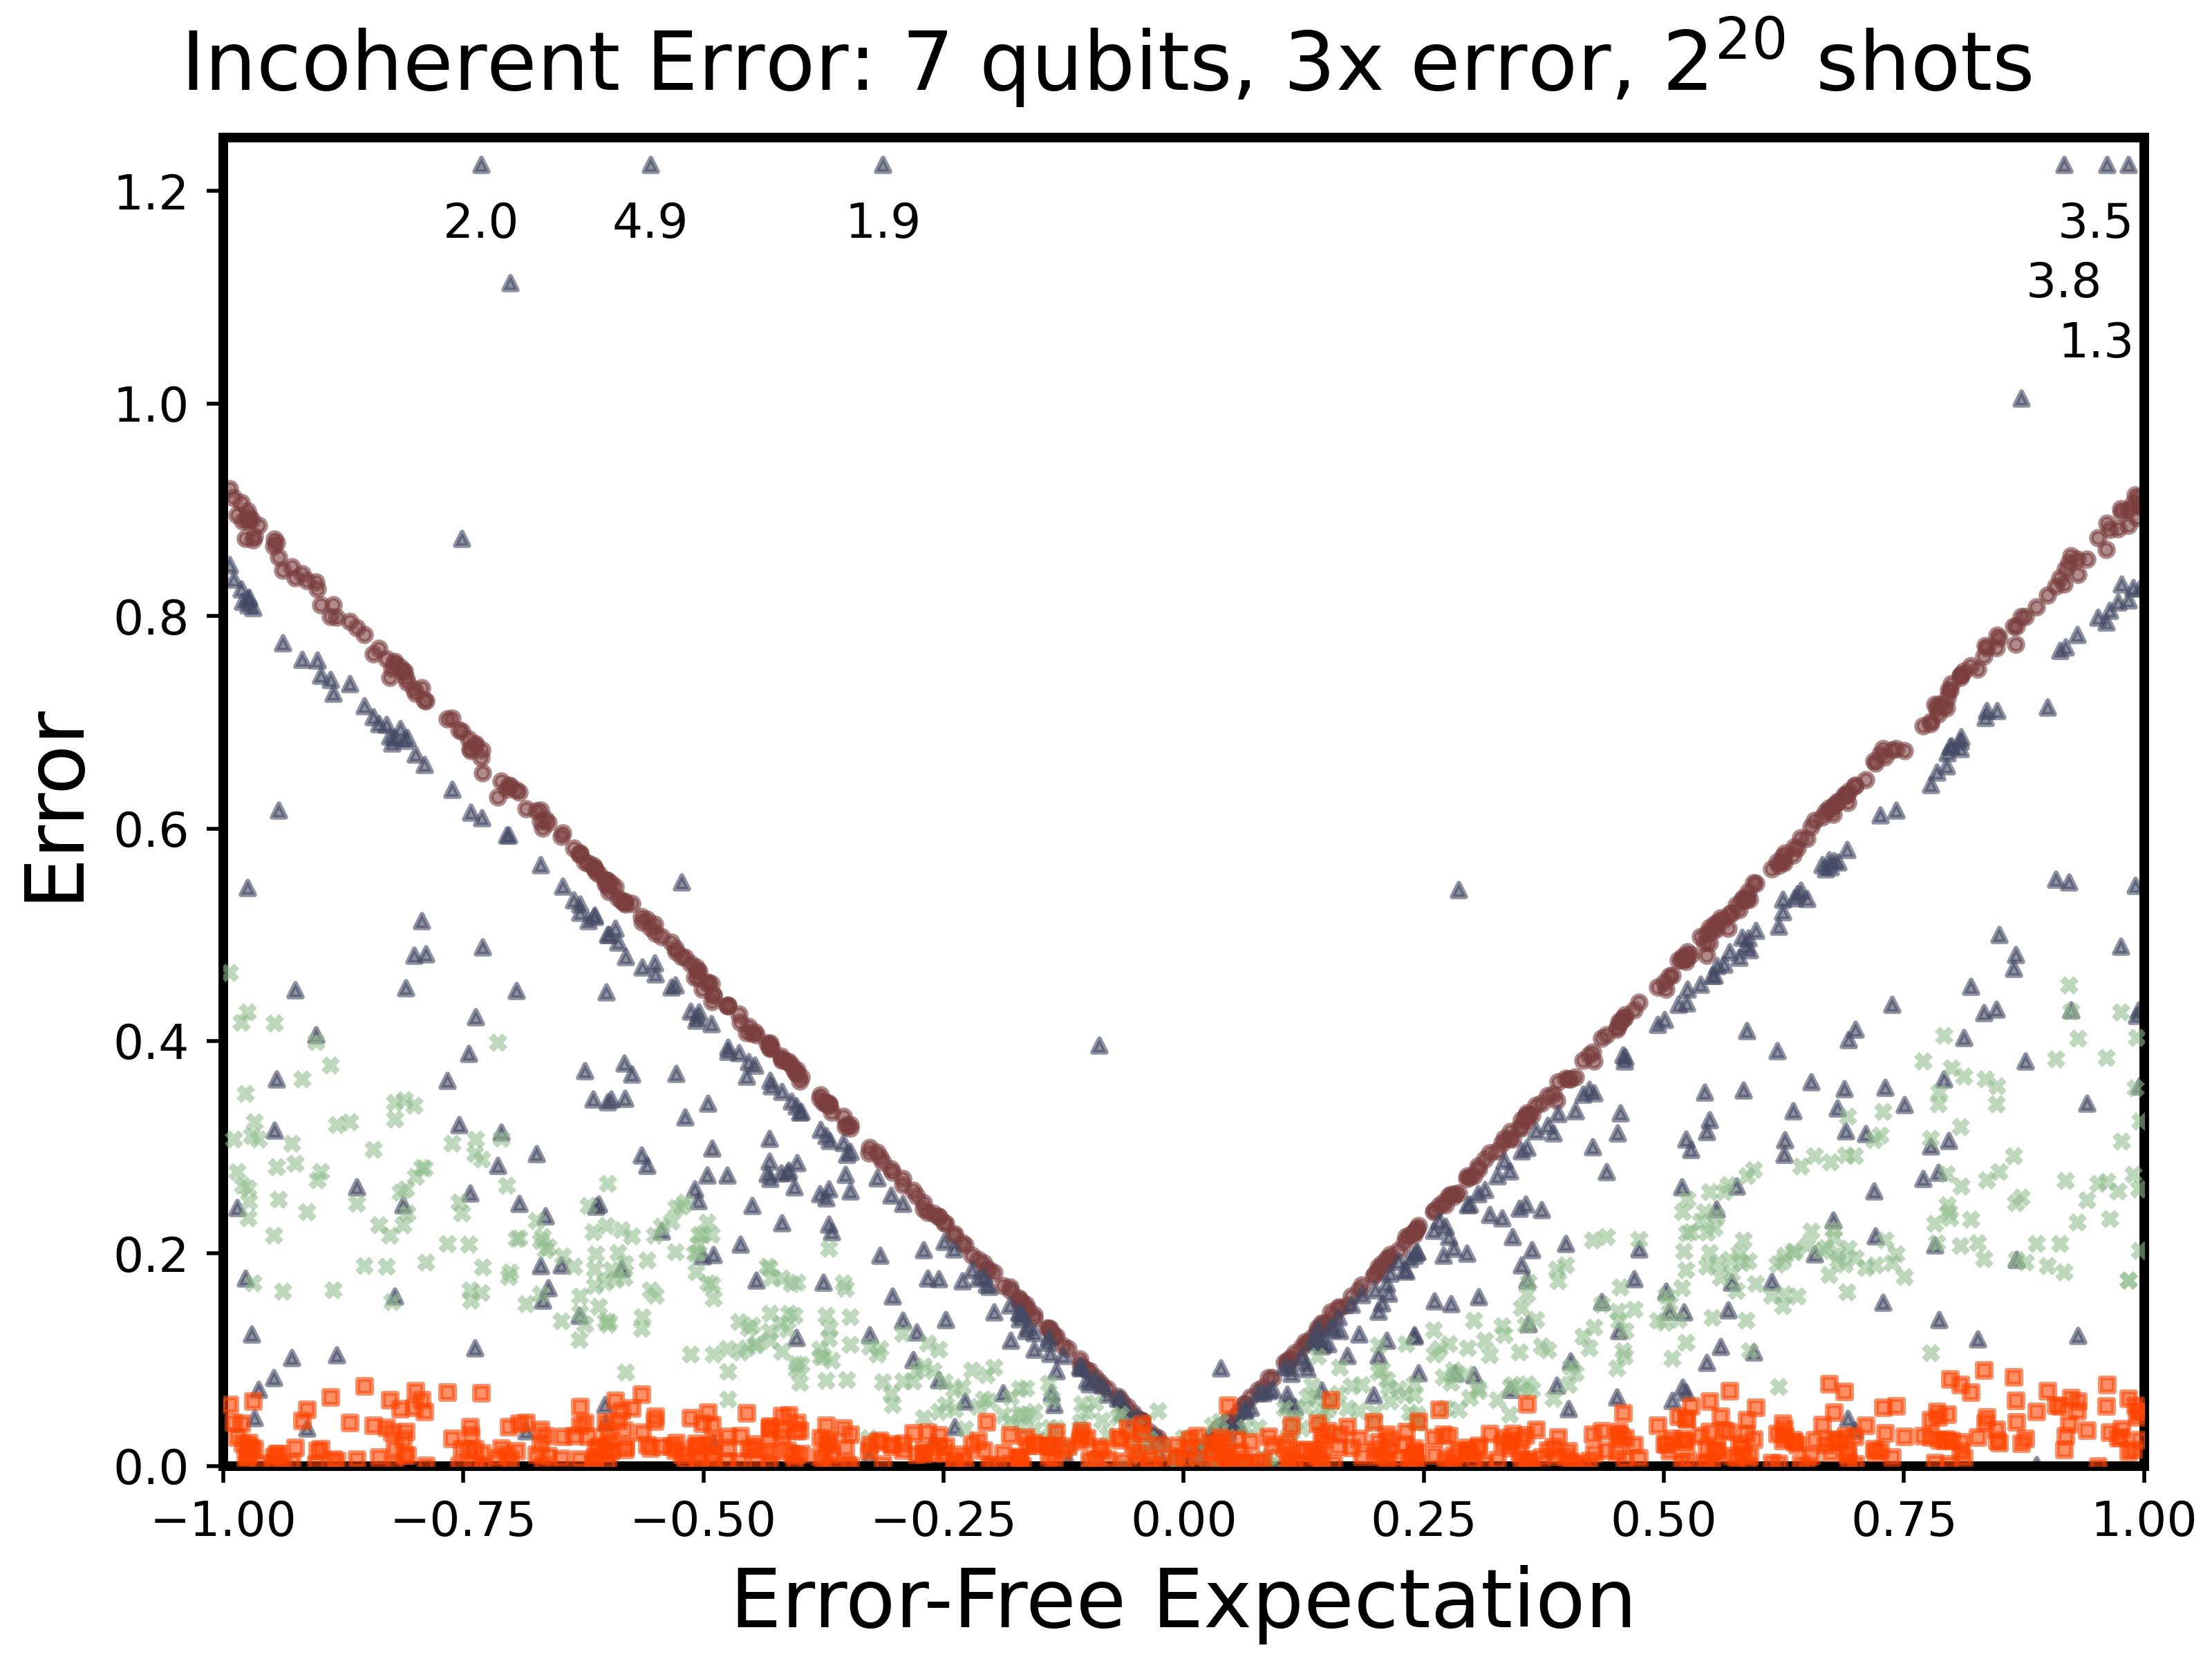 Incoherent Error: 7 qubits, 3x error, 2²⁰ shots
1.2
2.0 4.9 1.9 3.5
3.8
1.3
1.0
0.8
Error
0.6
0.4
0.2
0.0
−1.00 −0.75 −0.50 −0.25 0.00 0.25 0.50 0.75 1.00
Error-Free Expectation